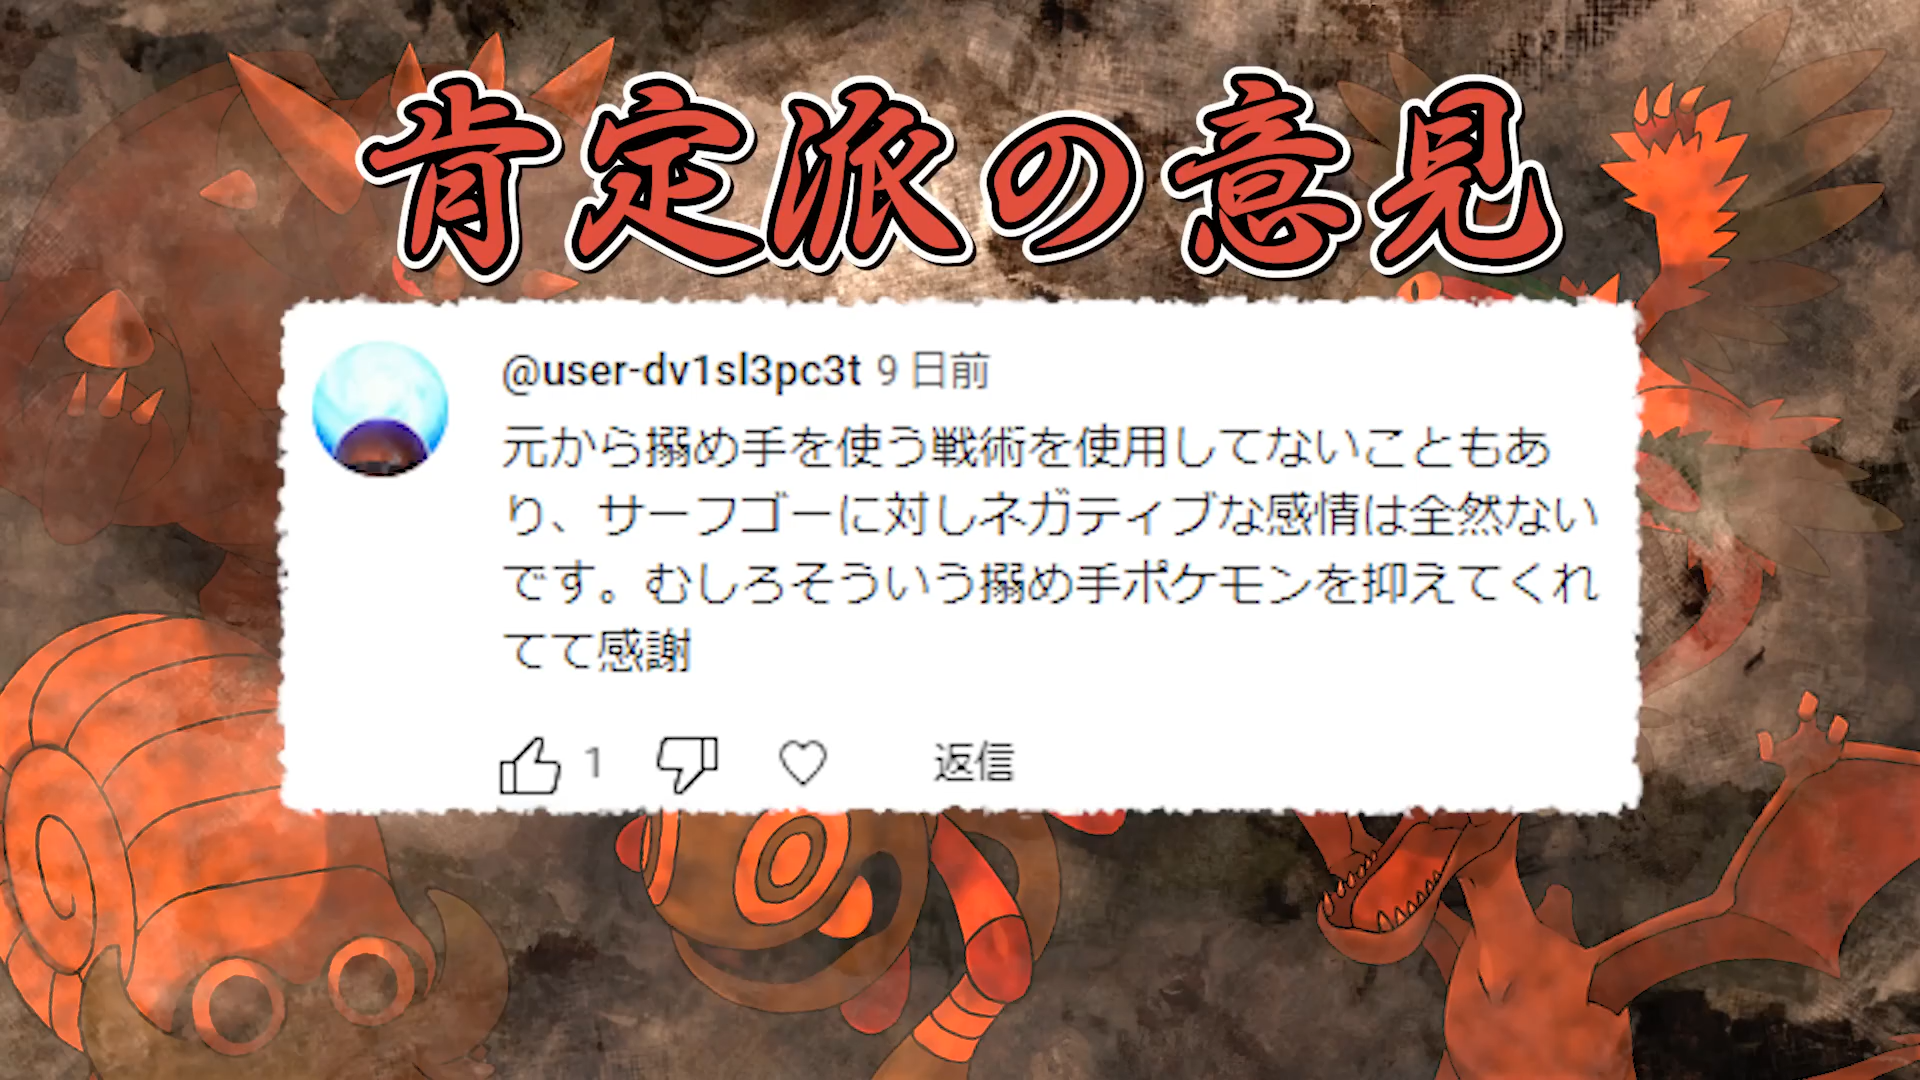 肯定派の意見
@user-dv1sl3pc3t 9 日前
元から搦め手を使う戦術を使用してないこともあ
り、サーフゴーに対しネガティブな感情は全然ない
です。むしろそういう搦め手ポケモンを抑えてくれ
てて感謝
1 返信